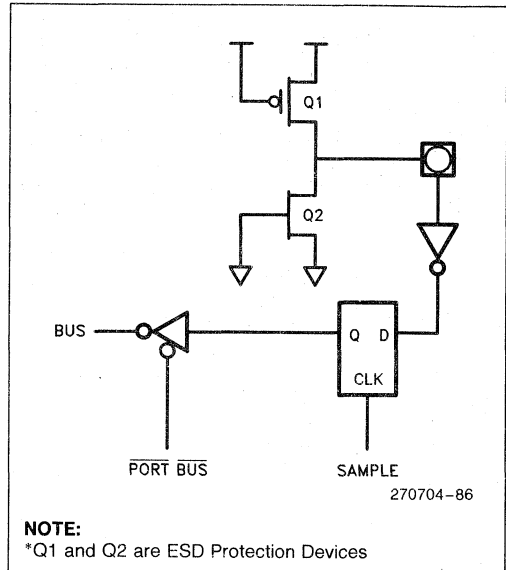 Q1
Q2
BUS
Q D
CLK
PORT BUS
SAMPLE
270704-86
NOTE:
*Q1 and Q2 are ESD Protection Devices